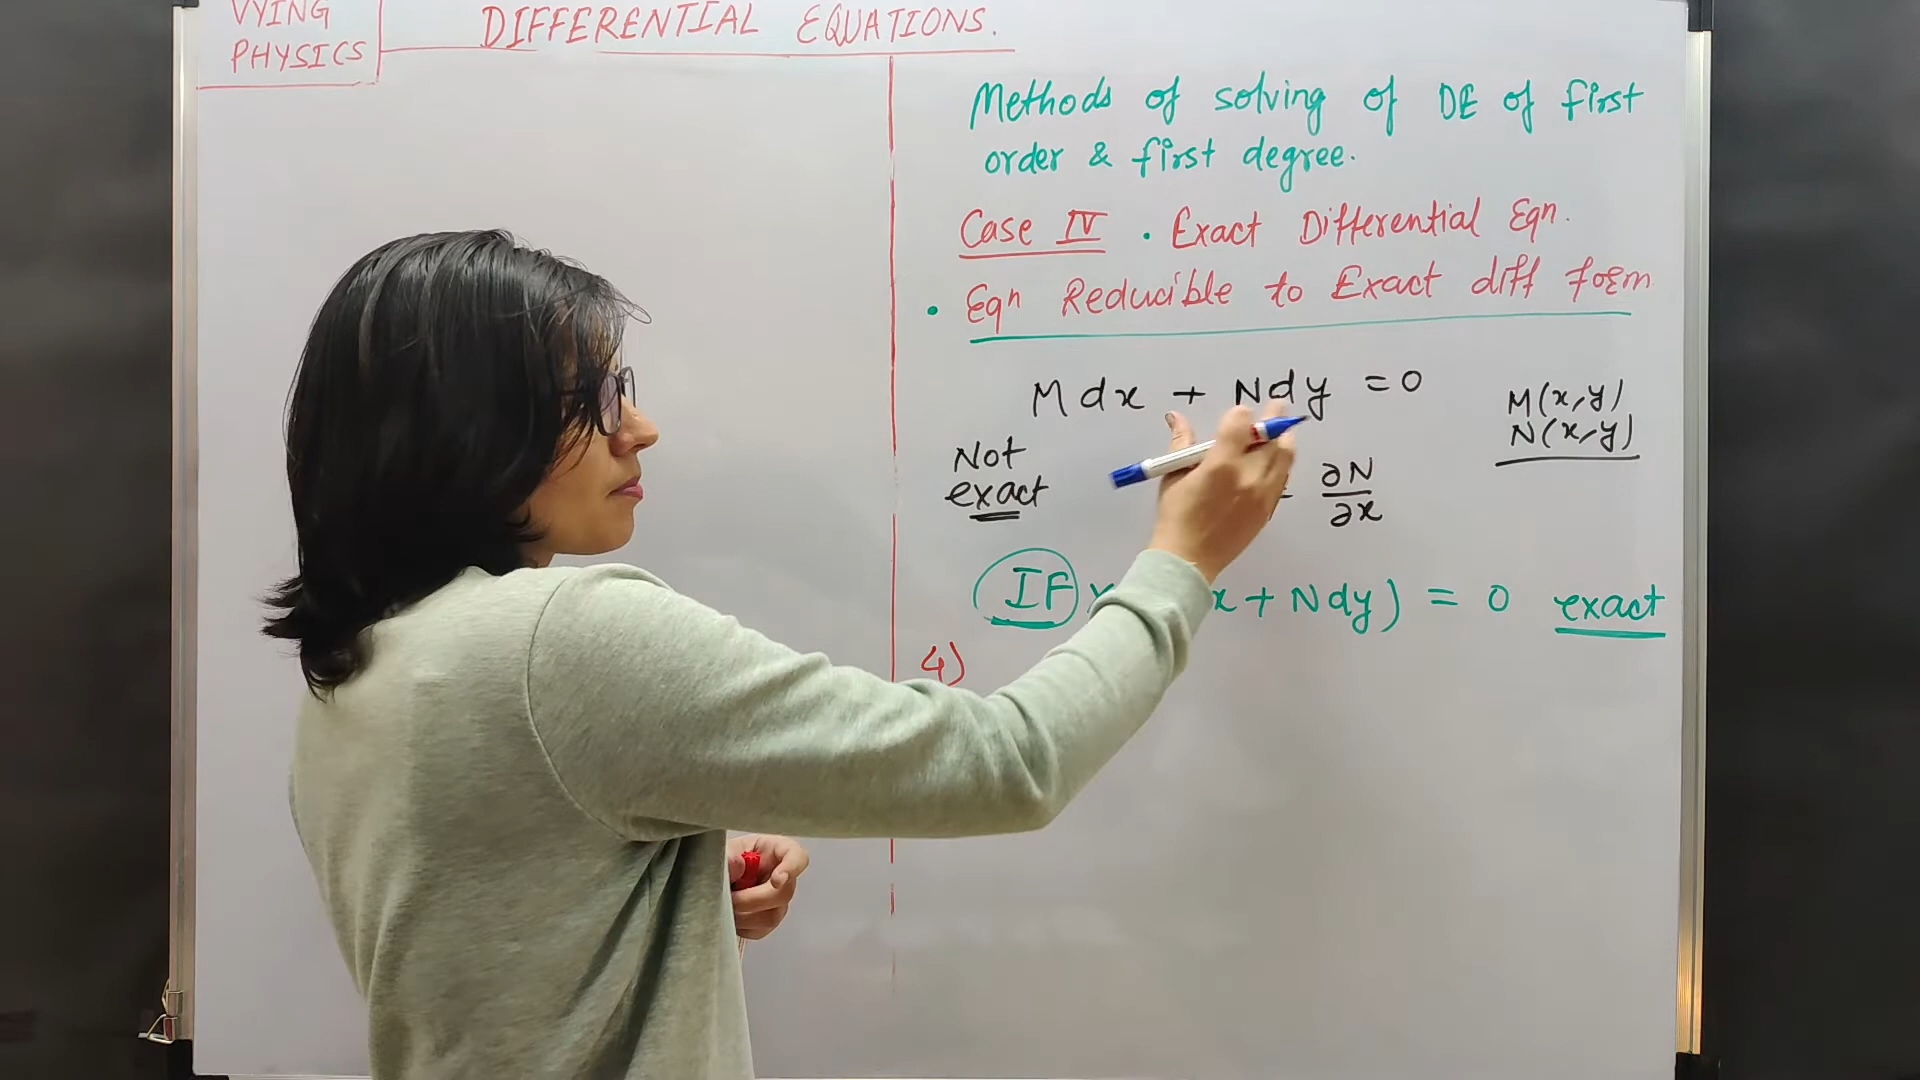 VYING
PHYSICS
DIFFERENTIAL EQUATIONS.
Methods of solving of DE of first
order & first degree.
Case IV . Exact Differential Eqn.
• Eqn Reducible to Exact diff form
Mdx + Ndy = 0
M(x,y)
N(x,y)
Not
exact
∂N
∂x
IF x + Ndy) = 0 exact
4)